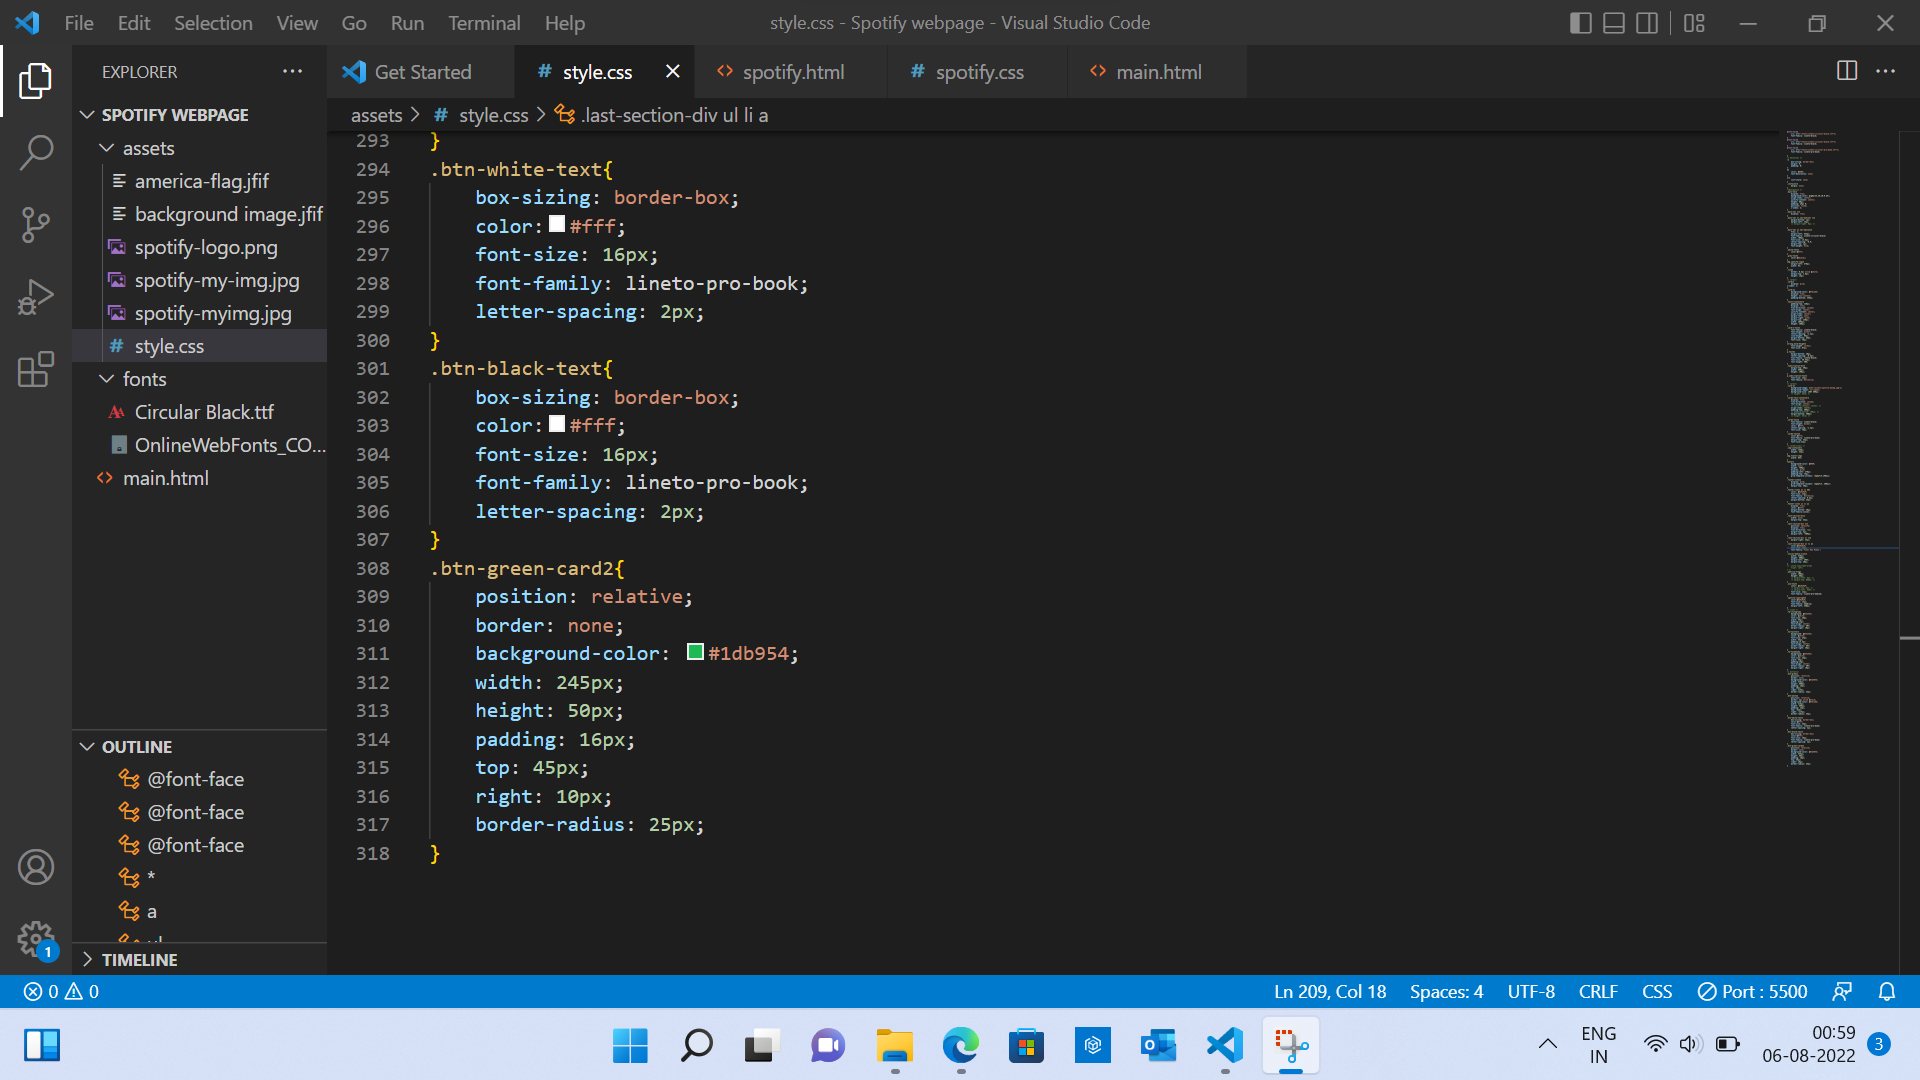 File Edit Selection View Go Run Terminal Help
style.css - Spotify webpage - Visual Studio Code
EXPLORER
Get Started
# style.css
<> spotify.html
# spotify.css
<> main.html
SPOTIFY WEBPAGE
assets
america-flag.jfif
background image.jfif
spotify-logo.png
spotify-my-img.jpg
spotify-myimg.jpg
# style.css
fonts
Circular Black.ttf
OnlineWebFonts_CO...
<> main.html
OUTLINE
@font-face
@font-face
@font-face
*
a
TIMELINE
assets > # style.css > .last-section-div ul li a
293 }
294 .btn-white-text{
295 box-sizing: border-box;
296 color: #fff;
297 font-size: 16px;
298 font-family: lineto-pro-book;
299 letter-spacing: 2px;
300 }
301 .btn-black-text{
302 box-sizing: border-box;
303 color: #fff;
304 font-size: 16px;
305 font-family: lineto-pro-book;
306 letter-spacing: 2px;
307 }
308 .btn-green-card2{
309 position: relative;
310 border: none;
311 background-color: #1db954;
312 width: 245px;
313 height: 50px;
314 padding: 16px;
315 top: 45px;
316 right: 10px;
317 border-radius: 25px;
318 }
1
0 0
Ln 209, Col 18 Spaces: 4 UTF-8 CRLF CSS Port : 5500
ENG
IN
00:59
06-08-2022
3